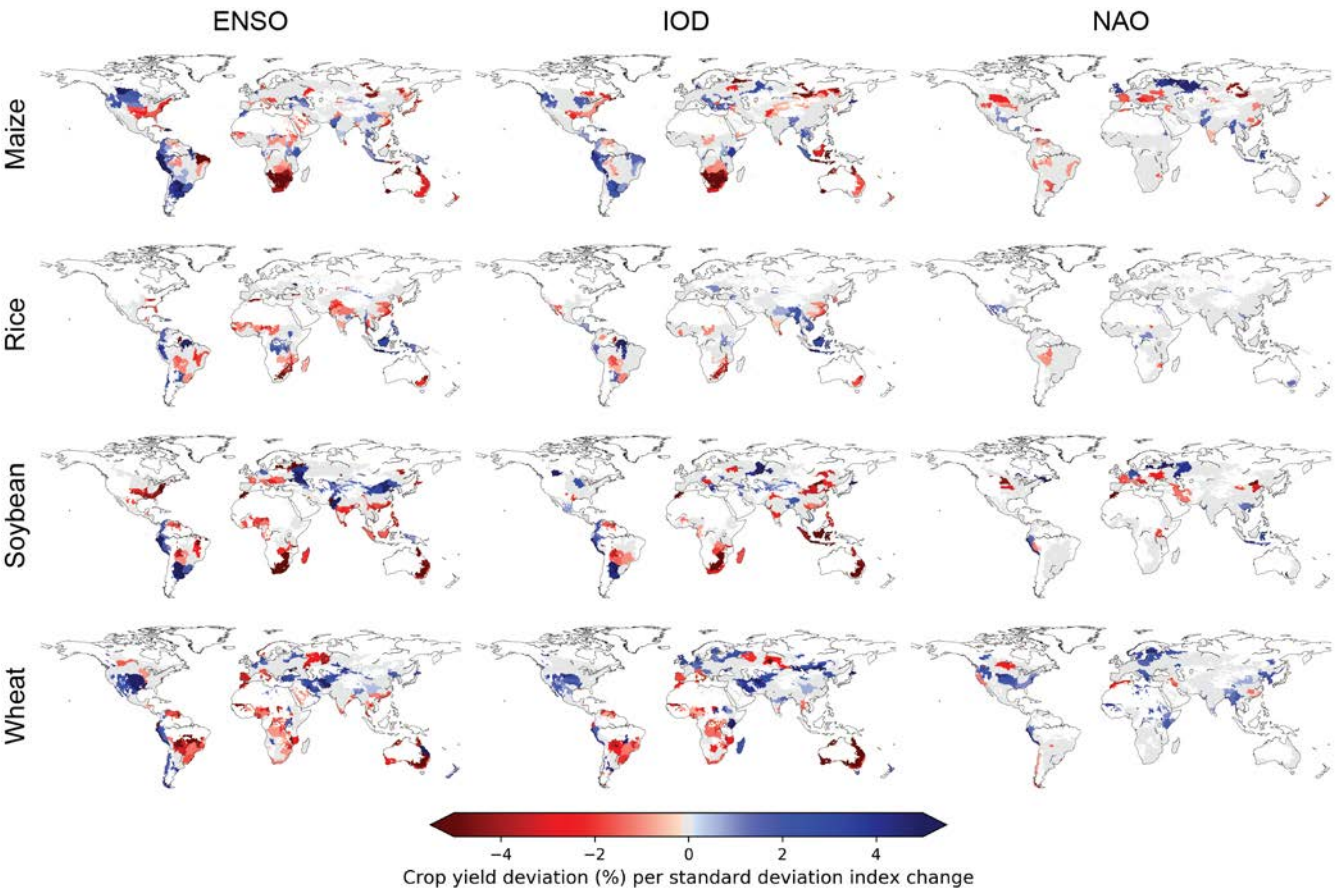 ENSO IOD NAO
Maize
Rice
Soybean
Wheat
−4 −2 0 2 4
Crop yield deviation (%) per standard deviation index change